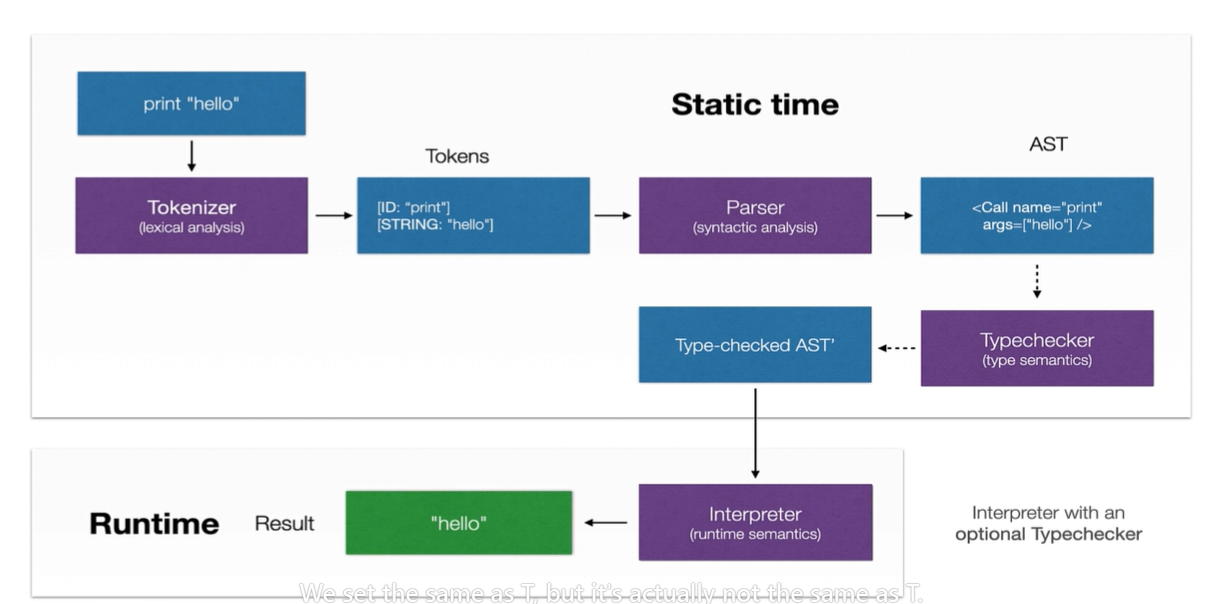 print "hello"
Static time
Tokens
AST
Tokenizer
(lexical analysis)
[ID: "print"]
[STRING: "hello"]
Parser
(syntactic analysis)
<Call name="print"
args=["hello"] />
Type-checked AST'
Typechecker
(type semantics)
Runtime
Result
"hello"
Interpreter
(runtime semantics)
Interpreter with an
optional Typechecker
We set the same as T, but it's actually not the same as T.